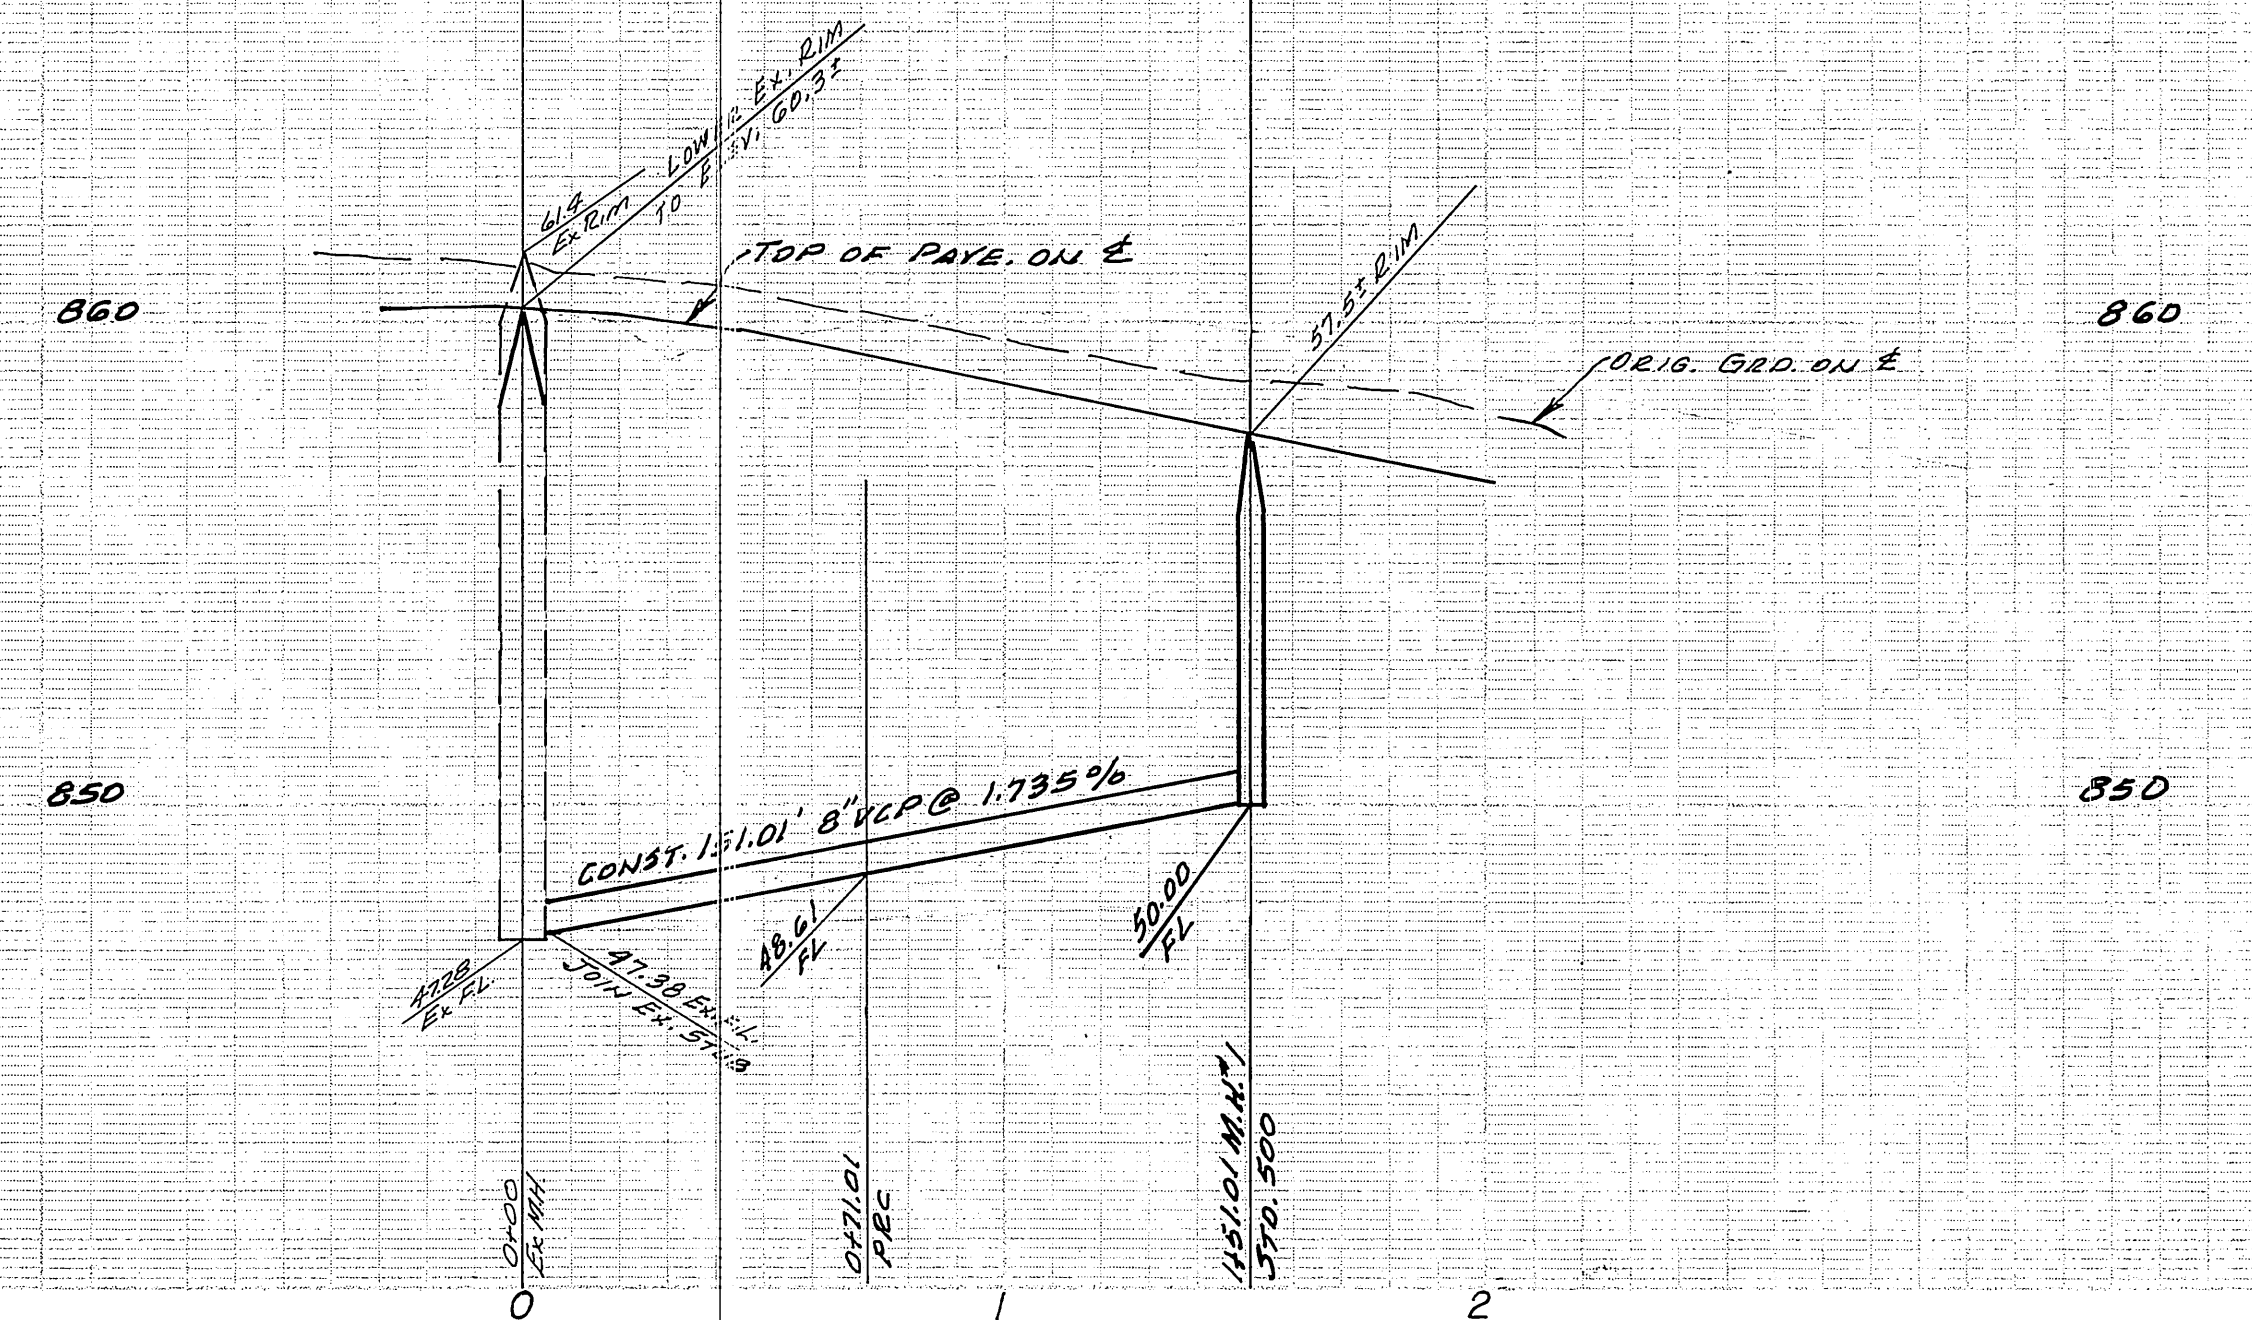 LOWER EX. RIM
TO ELEV. 60.3±
61.4
EX RIM
TOP OF PAVE. ON ℄
57.5± RIM
860
860
ORIG. GRD. ON ℄
850
850
CONST. 151.01' 8" VCP @ 1.735%
47.28
EX F.L.
47.38 EX. F.L.
JOIN EX. STUB
48.61
FL
50.00
FL
0+00
EX M.H.
0+71.01
PRC
1+51.01 M.H.#1
STD. 500
0
1
2